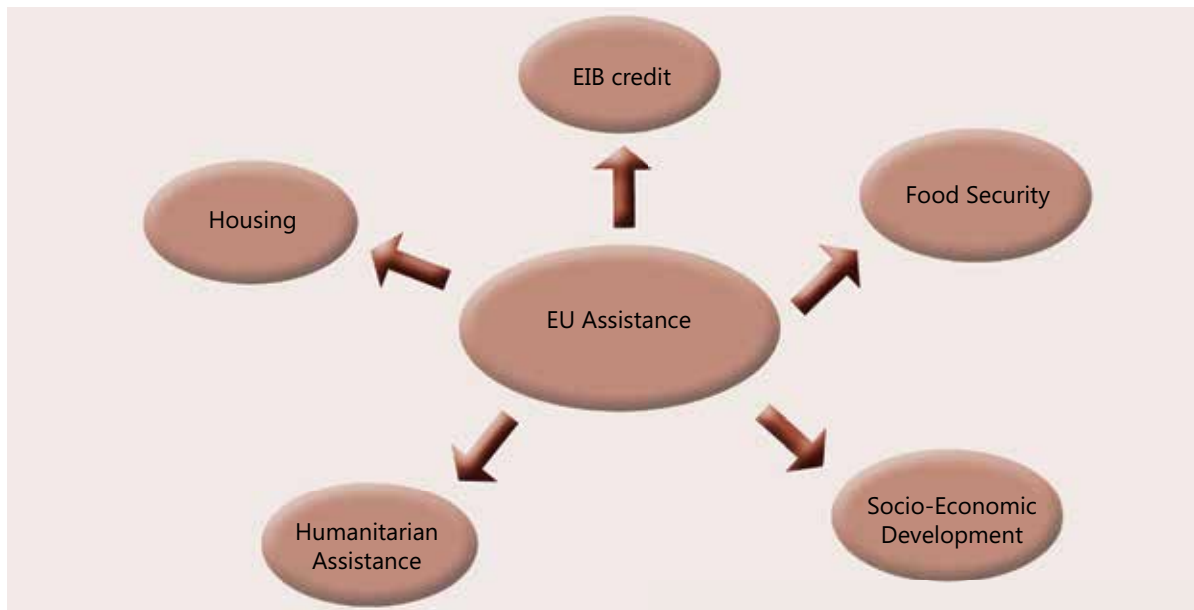 EIB credit
Food Security
Housing
EU Assistance
Socio-Economic
Development
Humanitarian
Assistance